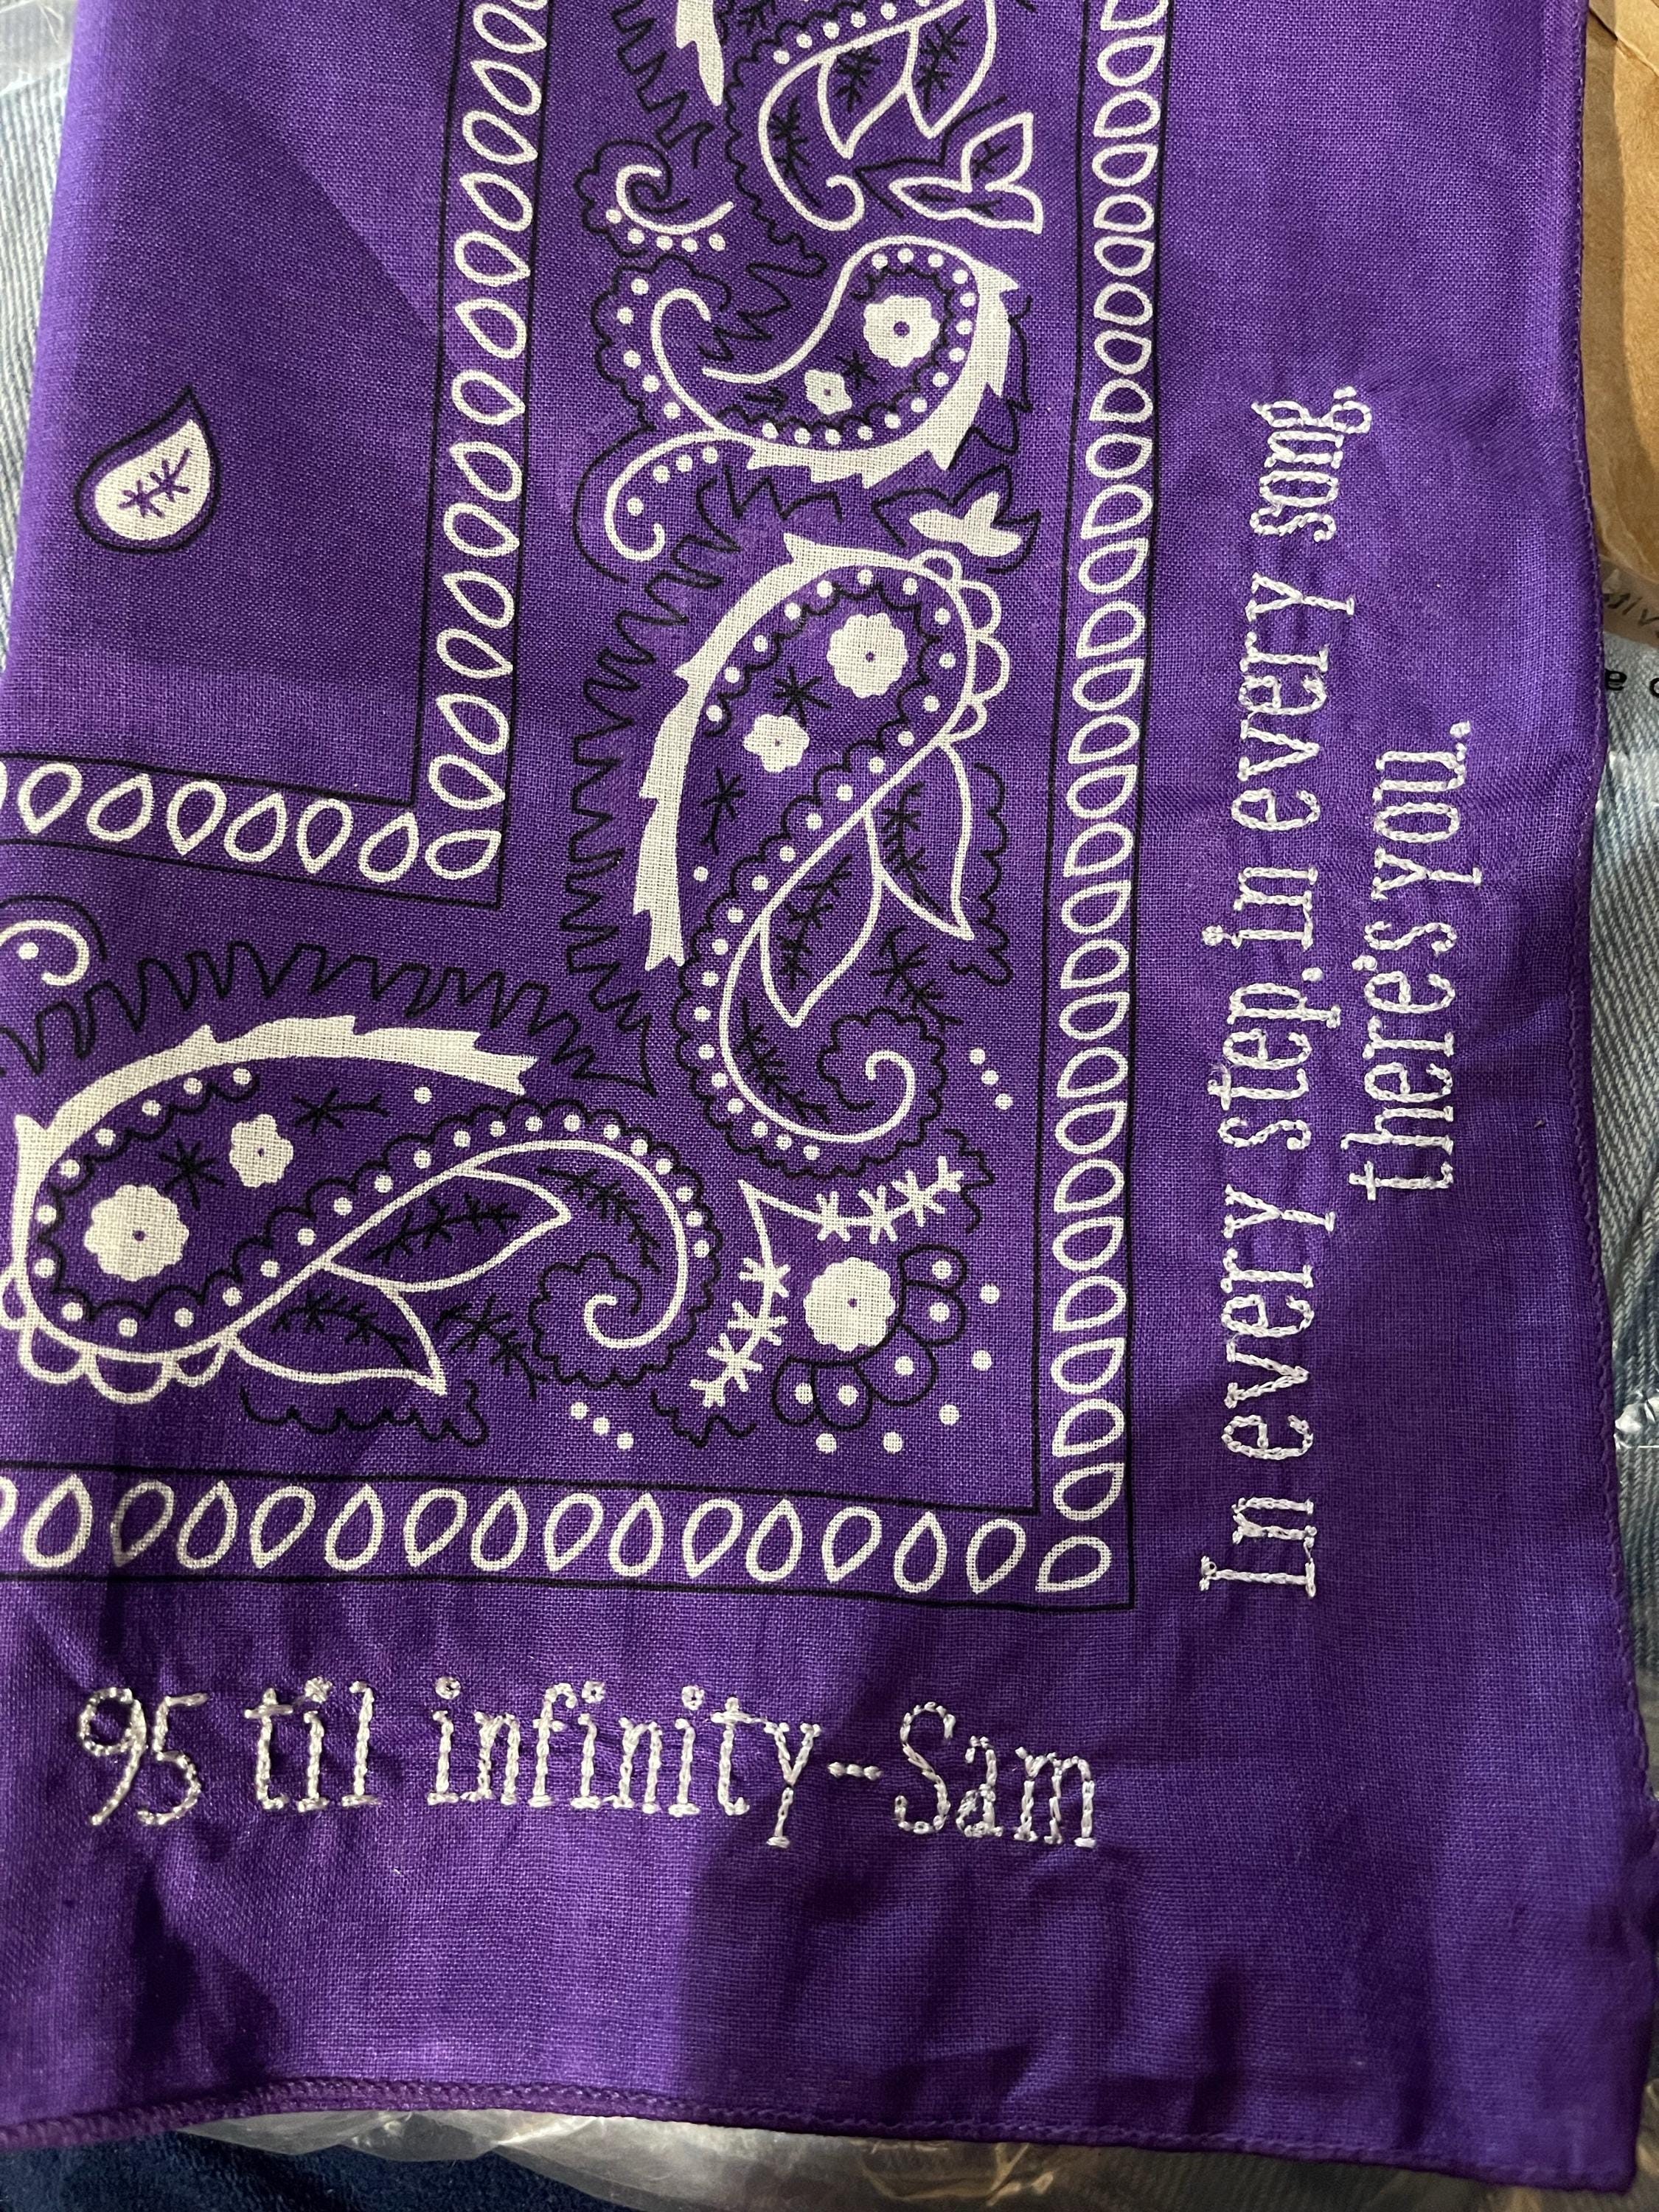 In every step, in every song,
there's you.
95 til infinity-Sam